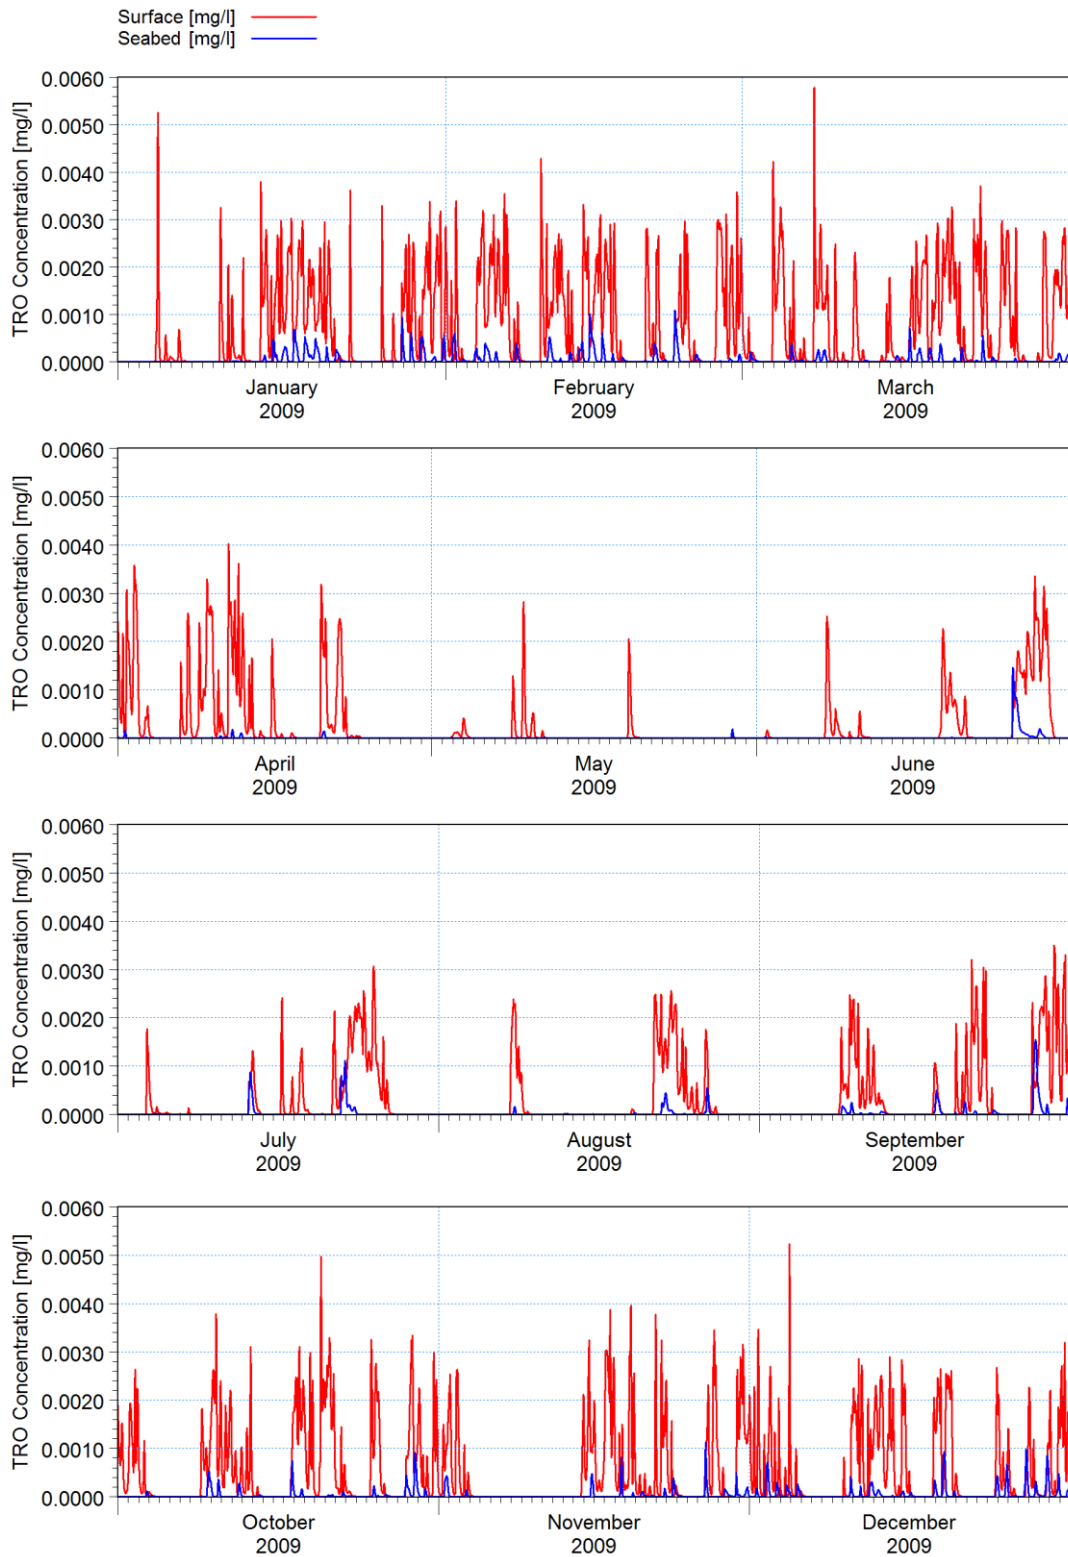 Surface [mg/l]
Seabed [mg/l]
TRO Concentration [mg/l]
0.0060
0.0050
0.0040
0.0030
0.0020
0.0010
0.0000
January February March
2009 2009 2009
TRO Concentration [mg/l]
0.0060
0.0050
0.0040
0.0030
0.0020
0.0010
0.0000
April May June
2009 2009 2009
TRO Concentration [mg/l]
0.0060
0.0050
0.0040
0.0030
0.0020
0.0010
0.0000
July August September
2009 2009 2009
TRO Concentration [mg/l]
0.0060
0.0050
0.0040
0.0030
0.0020
0.0010
0.0000
October November December
2009 2009 2009